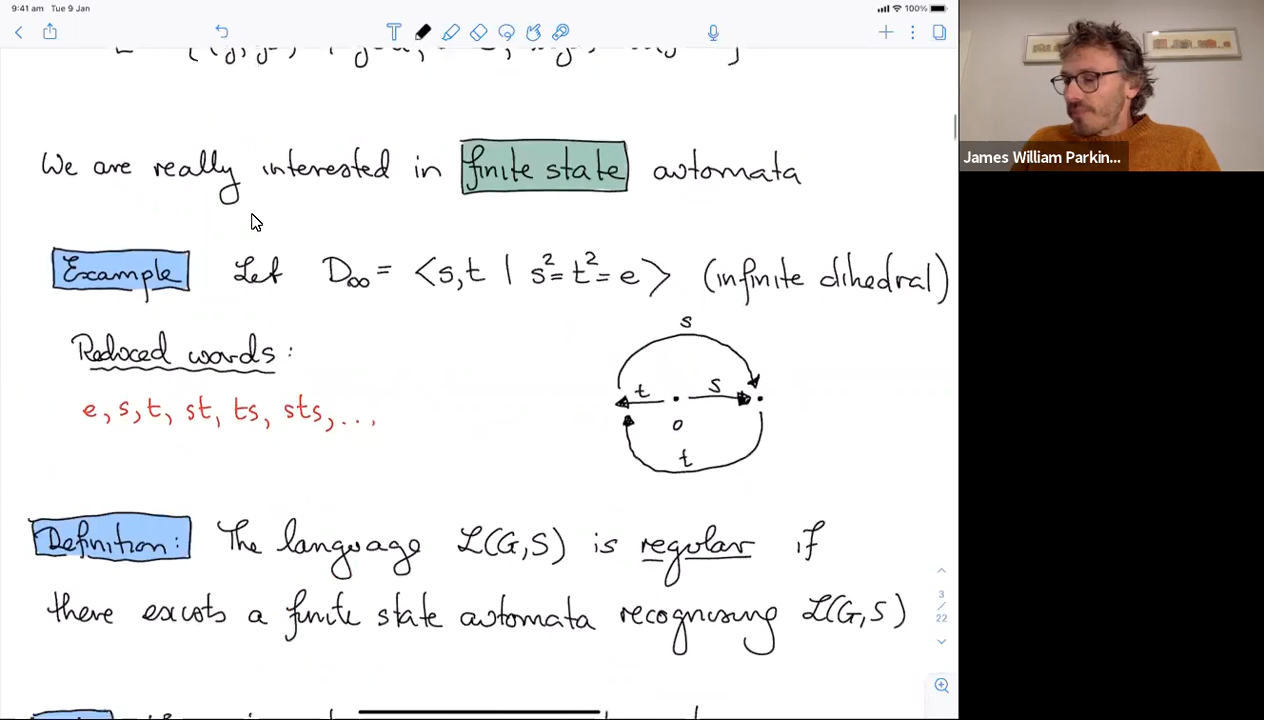 9:41 am Tue 9 Jan
100%
We are really interested in finite state automata
Example Let D∞ = <s,t | s²=t²=e> (infinite dihedral)
Reduced words:
e, s, t, st, ts, sts, ...
s
t s
o
t
Definition: The language L(G,S) is regular if
there exists a finite state automata recognising L(G,S)
3
/
22
James William Parkin...